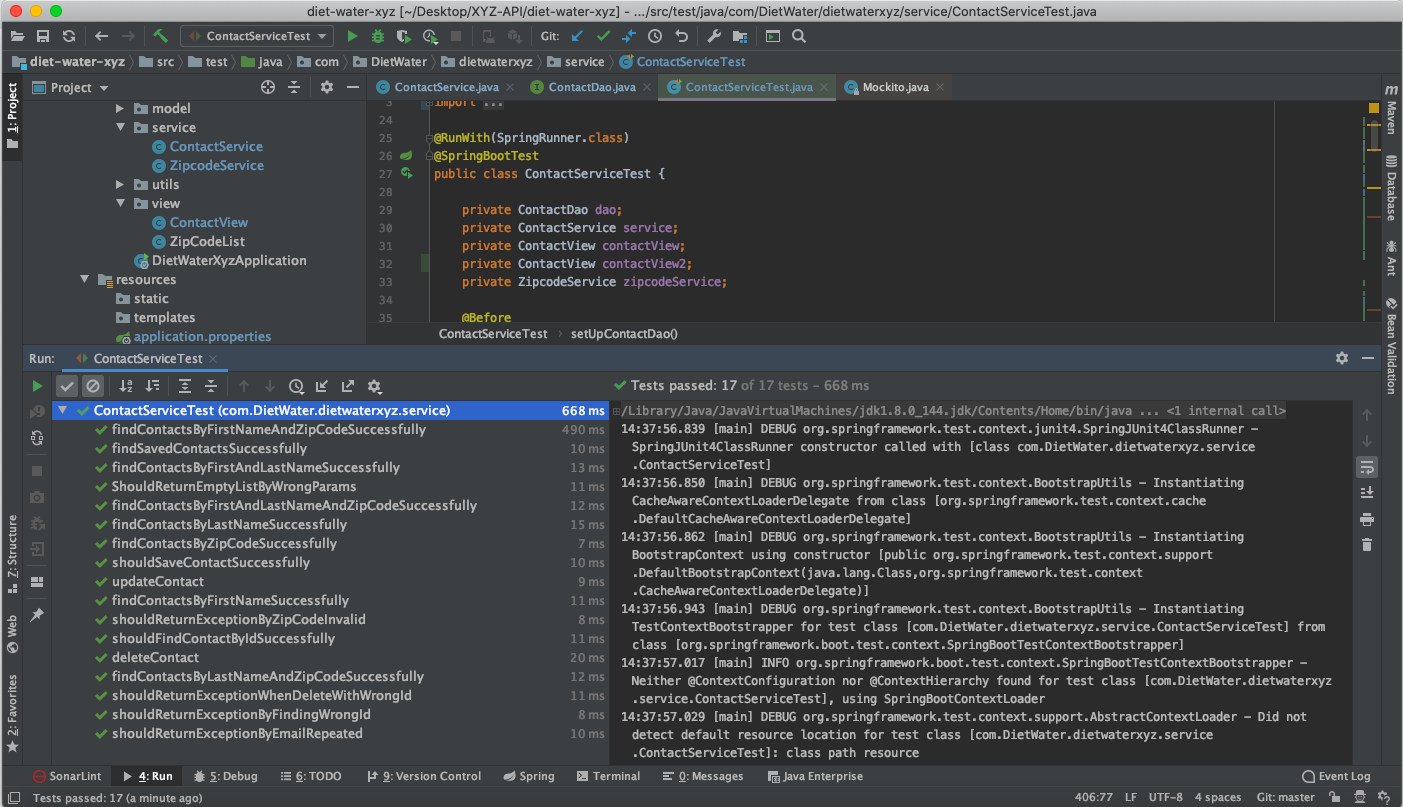 diet-water-xyz [~/Desktop/XYZ-API/diet-water-xyz] - .../src/test/java/com/DietWater/dietwaterxyz/service/ContactServiceTest.java
ContactServiceTest Git:
diet-water-xyz src test java com DietWater dietwaterxyz service ContactServiceTest
1: Project
Project
model
service
ContactService
ZipcodeService
utils
view
ContactView
ZipCodeList
DietWaterXyzApplication
resources
static
templates
application.properties
ContactService.java ContactDao.java ContactServiceTest.java Mockito.java
3 import ...
24
25 @RunWith(SpringRunner.class)
26 @SpringBootTest
27 public class ContactServiceTest {
28
29 private ContactDao dao;
30 private ContactService service;
31 private ContactView contactView;
32 private ContactView contactView2;
33 private ZipcodeService zipcodeService;
34
35 @Before
ContactServiceTest › setUpContactDao()
m Maven
Database
Ant
Bean Validation
Run: ContactServiceTest
Tests passed: 17 of 17 tests – 668 ms
ContactServiceTest (com.DietWater.dietwaterxyz.service) 668 ms
findContactsByFirstNameAndZipCodeSuccessfully 490 ms
findSavedContactsSuccessfully 10 ms
findContactsByFirstAndLastNameSuccessfully 13 ms
ShouldReturnEmptyListByWrongParams 11 ms
findContactsByFirstAndLastNameAndZipCodeSuccessfully 12 ms
findContactsByLastNameSuccessfully 15 ms
findContactsByZipCodeSuccessfully 7 ms
shouldSaveContactSuccessfully 10 ms
updateContact 9 ms
findContactsByFirstNameSuccessfully 11 ms
shouldReturnExceptionByZipCodeInvalid 8 ms
shouldFindContactByIdSuccessfully 11 ms
deleteContact 20 ms
findContactsByLastNameAndZipCodeSuccessfully 12 ms
shouldReturnExceptionWhenDeleteWithWrongId 11 ms
shouldReturnExceptionByFindingWrongId 8 ms
shouldReturnExceptionByEmailRepeated 10 ms
/Library/Java/JavaVirtualMachines/jdk1.8.0_144.jdk/Contents/Home/bin/java ... <1 internal call>
14:37:56.839 [main] DEBUG org.springframework.test.context.junit4.SpringJUnit4ClassRunner -
SpringJUnit4ClassRunner constructor called with [class com.DietWater.dietwaterxyz.service
.ContactServiceTest]
14:37:56.850 [main] DEBUG org.springframework.test.context.BootstrapUtils - Instantiating
CacheAwareContextLoaderDelegate from class [org.springframework.test.context.cache
.DefaultCacheAwareContextLoaderDelegate]
14:37:56.862 [main] DEBUG org.springframework.test.context.BootstrapUtils - Instantiating
BootstrapContext using constructor [public org.springframework.test.context.support
.DefaultBootstrapContext(java.lang.Class,org.springframework.test.context
.CacheAwareContextLoaderDelegate)]
14:37:56.943 [main] DEBUG org.springframework.test.context.BootstrapUtils - Instantiating
TestContextBootstrapper for test class [com.DietWater.dietwaterxyz.service.ContactServiceTest] from
class [org.springframework.boot.test.context.SpringBootTestContextBootstrapper]
14:37:57.017 [main] INFO org.springframework.boot.test.context.SpringBootTestContextBootstrapper -
Neither @ContextConfiguration nor @ContextHierarchy found for test class [com.DietWater.dietwaterxyz
.service.ContactServiceTest], using SpringBootContextLoader
14:37:57.029 [main] DEBUG org.springframework.test.context.support.AbstractContextLoader - Did not
detect default resource location for test class [com.DietWater.dietwaterxyz.service
.ContactServiceTest]: class path resource
Z: Structure
Web
2: Favorites
SonarLint 4: Run 5: Debug 6: TODO 9: Version Control Spring Terminal 0: Messages Java Enterprise Event Log
Tests passed: 17 (a minute ago) 406:77 LF UTF-8 4 spaces Git: master